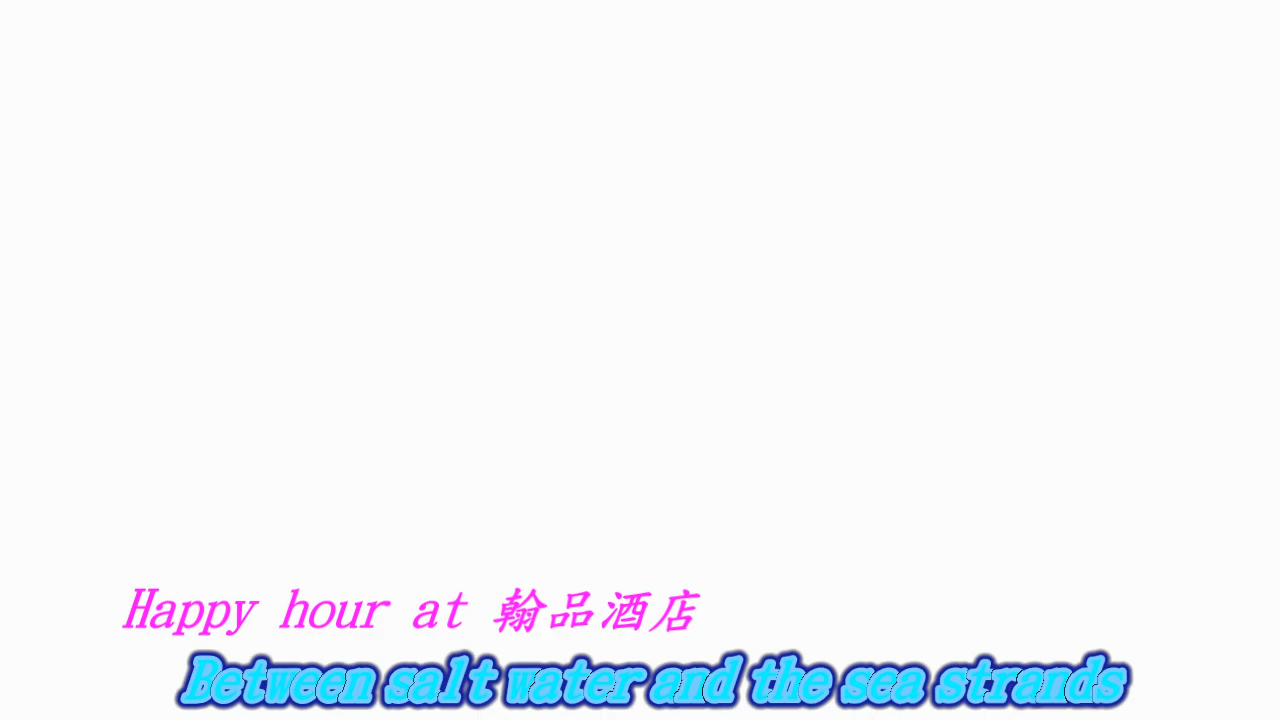 Happy hour at 翰品酒店
Between salt water and the sea strands